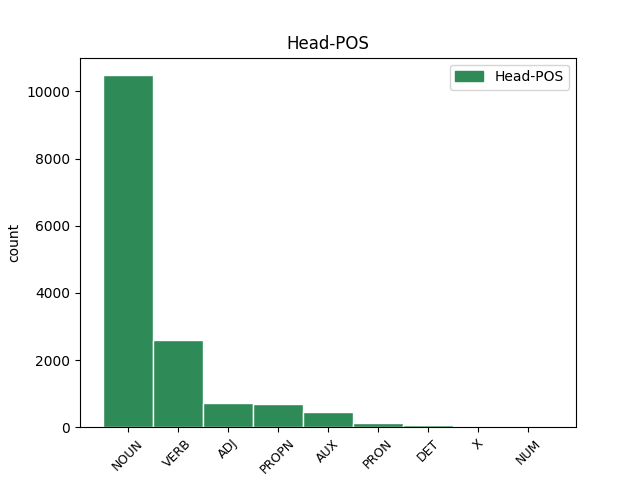 Head-POS
Head-POS
10000
8000
6000
4000
2000
0
count
NOUN
VERB
ADJ
PROPN
AUX
PRON
DET
X
NUM